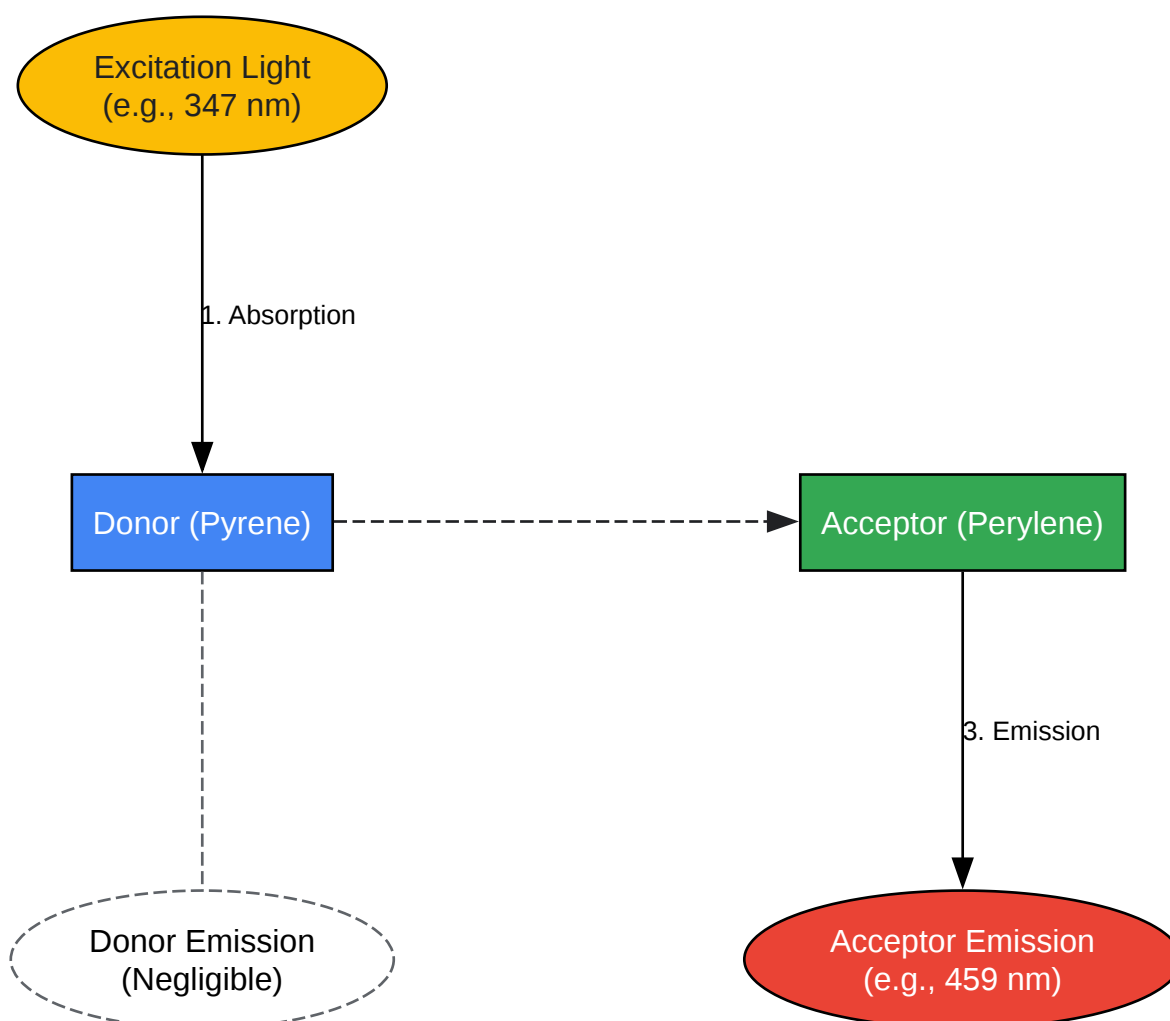 Excitation Light
(e.g., 347 nm)
1. Absorption
Donor (Pyrene)
Acceptor (Perylene)
3. Emission
Donor Emission
(Negligible)
Acceptor Emission
(e.g., 459 nm)